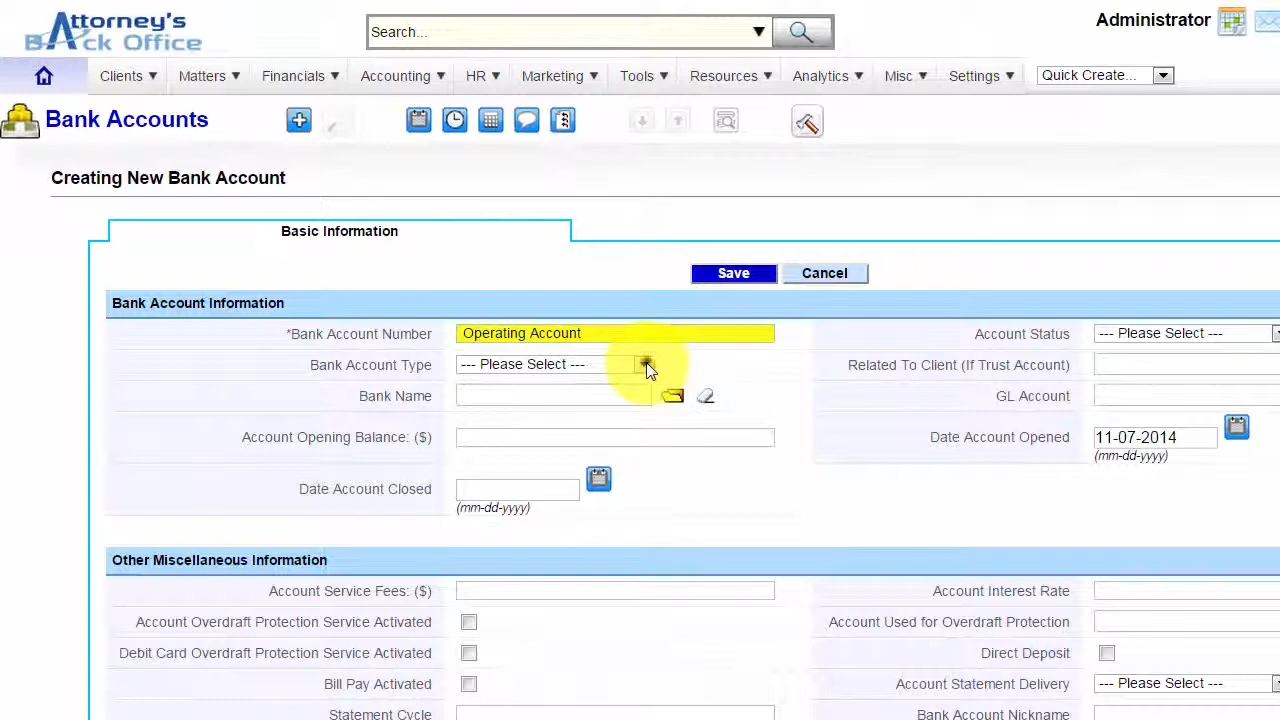 Attorney's
Back Office
Search...
Administrator
Clients Matters Financials Accounting HR Marketing Tools Resources Analytics Misc Settings Quick Create...
Bank Accounts
Creating New Bank Account
Basic Information
Save Cancel
Bank Account Information
*Bank Account Number Operating Account Account Status --- Please Select ---
Bank Account Type --- Please Select --- Related To Client (If Trust Account)
Bank Name GL Account
Account Opening Balance: ($) Date Account Opened 11-07-2014
(mm-dd-yyyy)
Date Account Closed
(mm-dd-yyyy)
Other Miscellaneous Information
Account Service Fees: ($) Account Interest Rate
Account Overdraft Protection Service Activated Account Used for Overdraft Protection
Debit Card Overdraft Protection Service Activated Direct Deposit
Bill Pay Activated Account Statement Delivery --- Please Select ---
Statement Cycle Bank Account Nickname